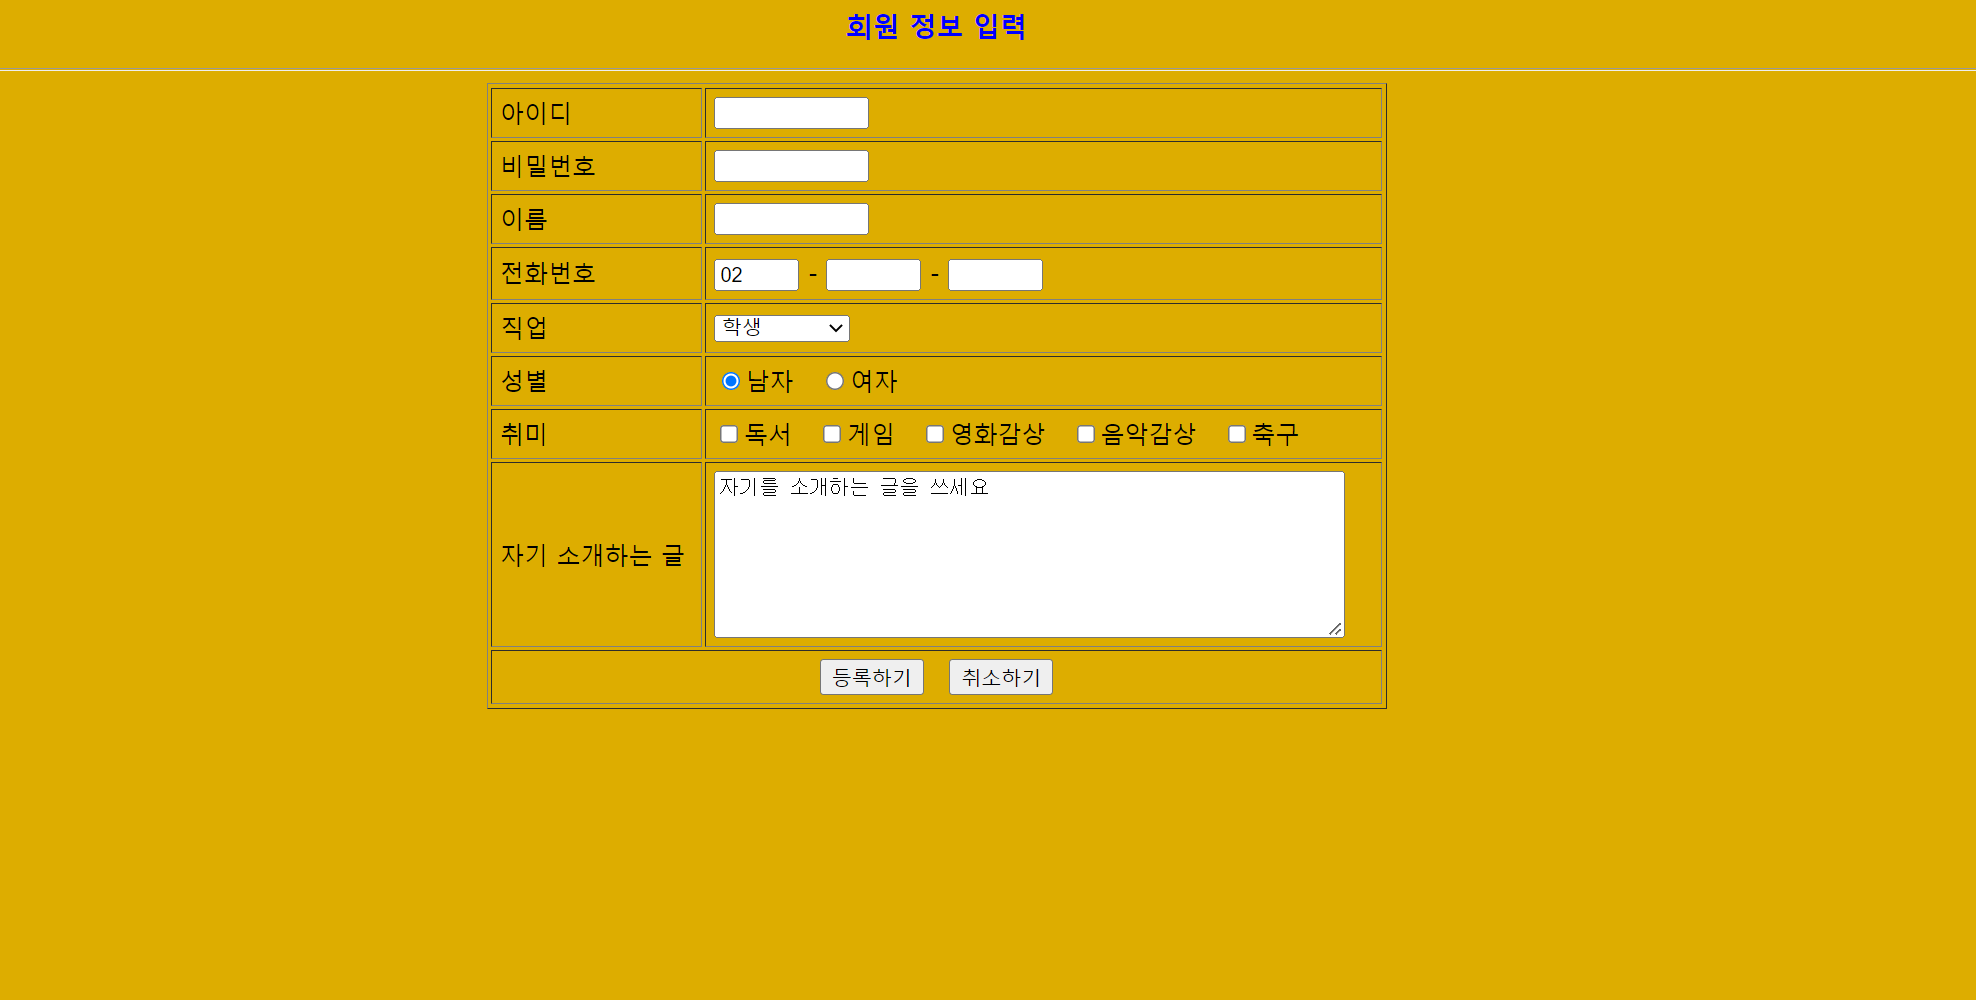 회원 정보 입력
아이디
비밀번호
이름
전화번호 02 - -
직업 학생
성별 남자 여자
취미 독서 게임 영화감상 음악감상 축구
자기 소개하는 글 자기를 소개하는 글을 쓰세요
등록하기 취소하기